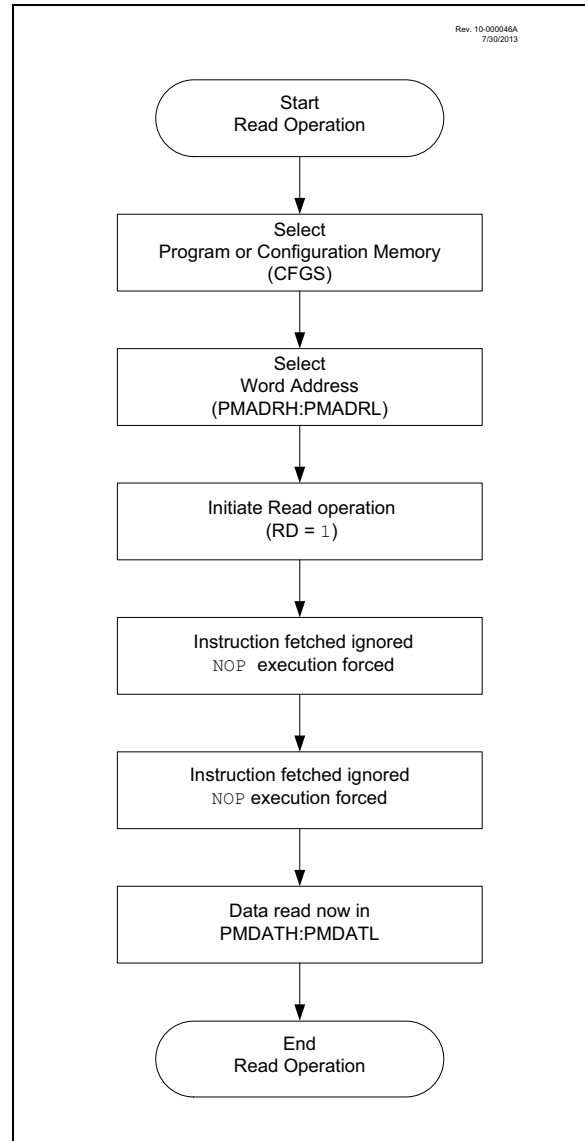 Rev. 10-000046A
7/30/2013
Start
Read Operation
Select
Program or Configuration Memory
(CFGS)
Select
Word Address
(PMADRH:PMADRL)
Initiate Read operation
(RD = 1)
Instruction fetched ignored
NOP execution forced
Instruction fetched ignored
NOP execution forced
Data read now in
PMDATH:PMDATL
End
Read Operation